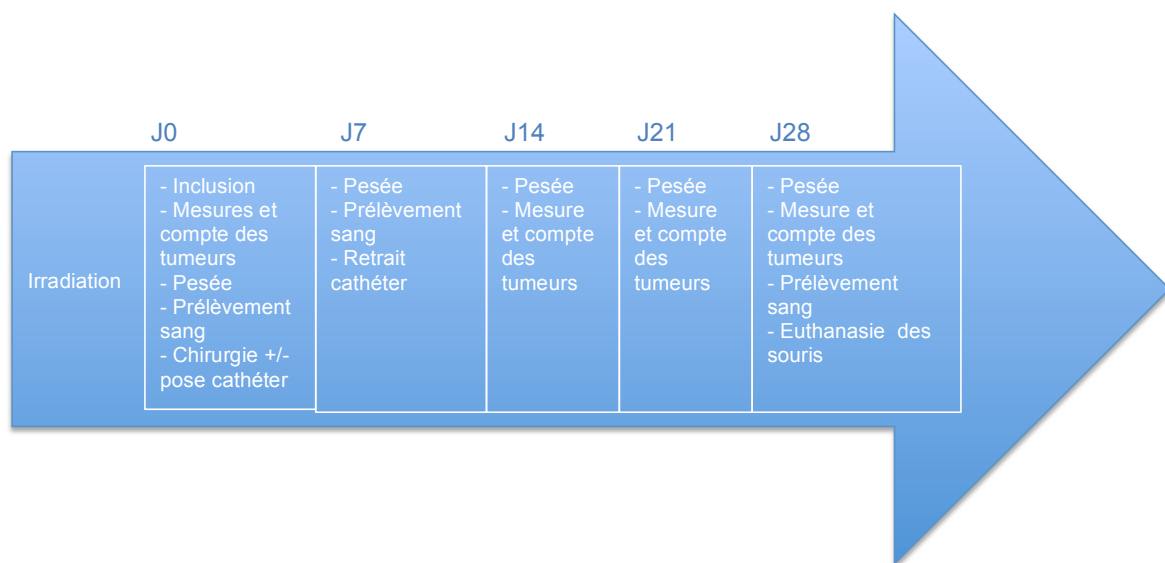 J0
J7
J14
J21
J28
Irradiation
- Inclusion
- Mesures et
compte des
tumeurs
- Pesée
- Prélèvement
sang
- Chirurgie +/-
pose cathéter
- Pesée
- Prélèvement
sang
- Retrait
cathéter
- Pesée
- Mesure
et compte
des
tumeurs
- Pesée
- Mesure
et compte
des
tumeurs
- Pesée
- Mesure et
compte des
tumeurs
- Prélèvement
sang
- Euthanasie des
souris